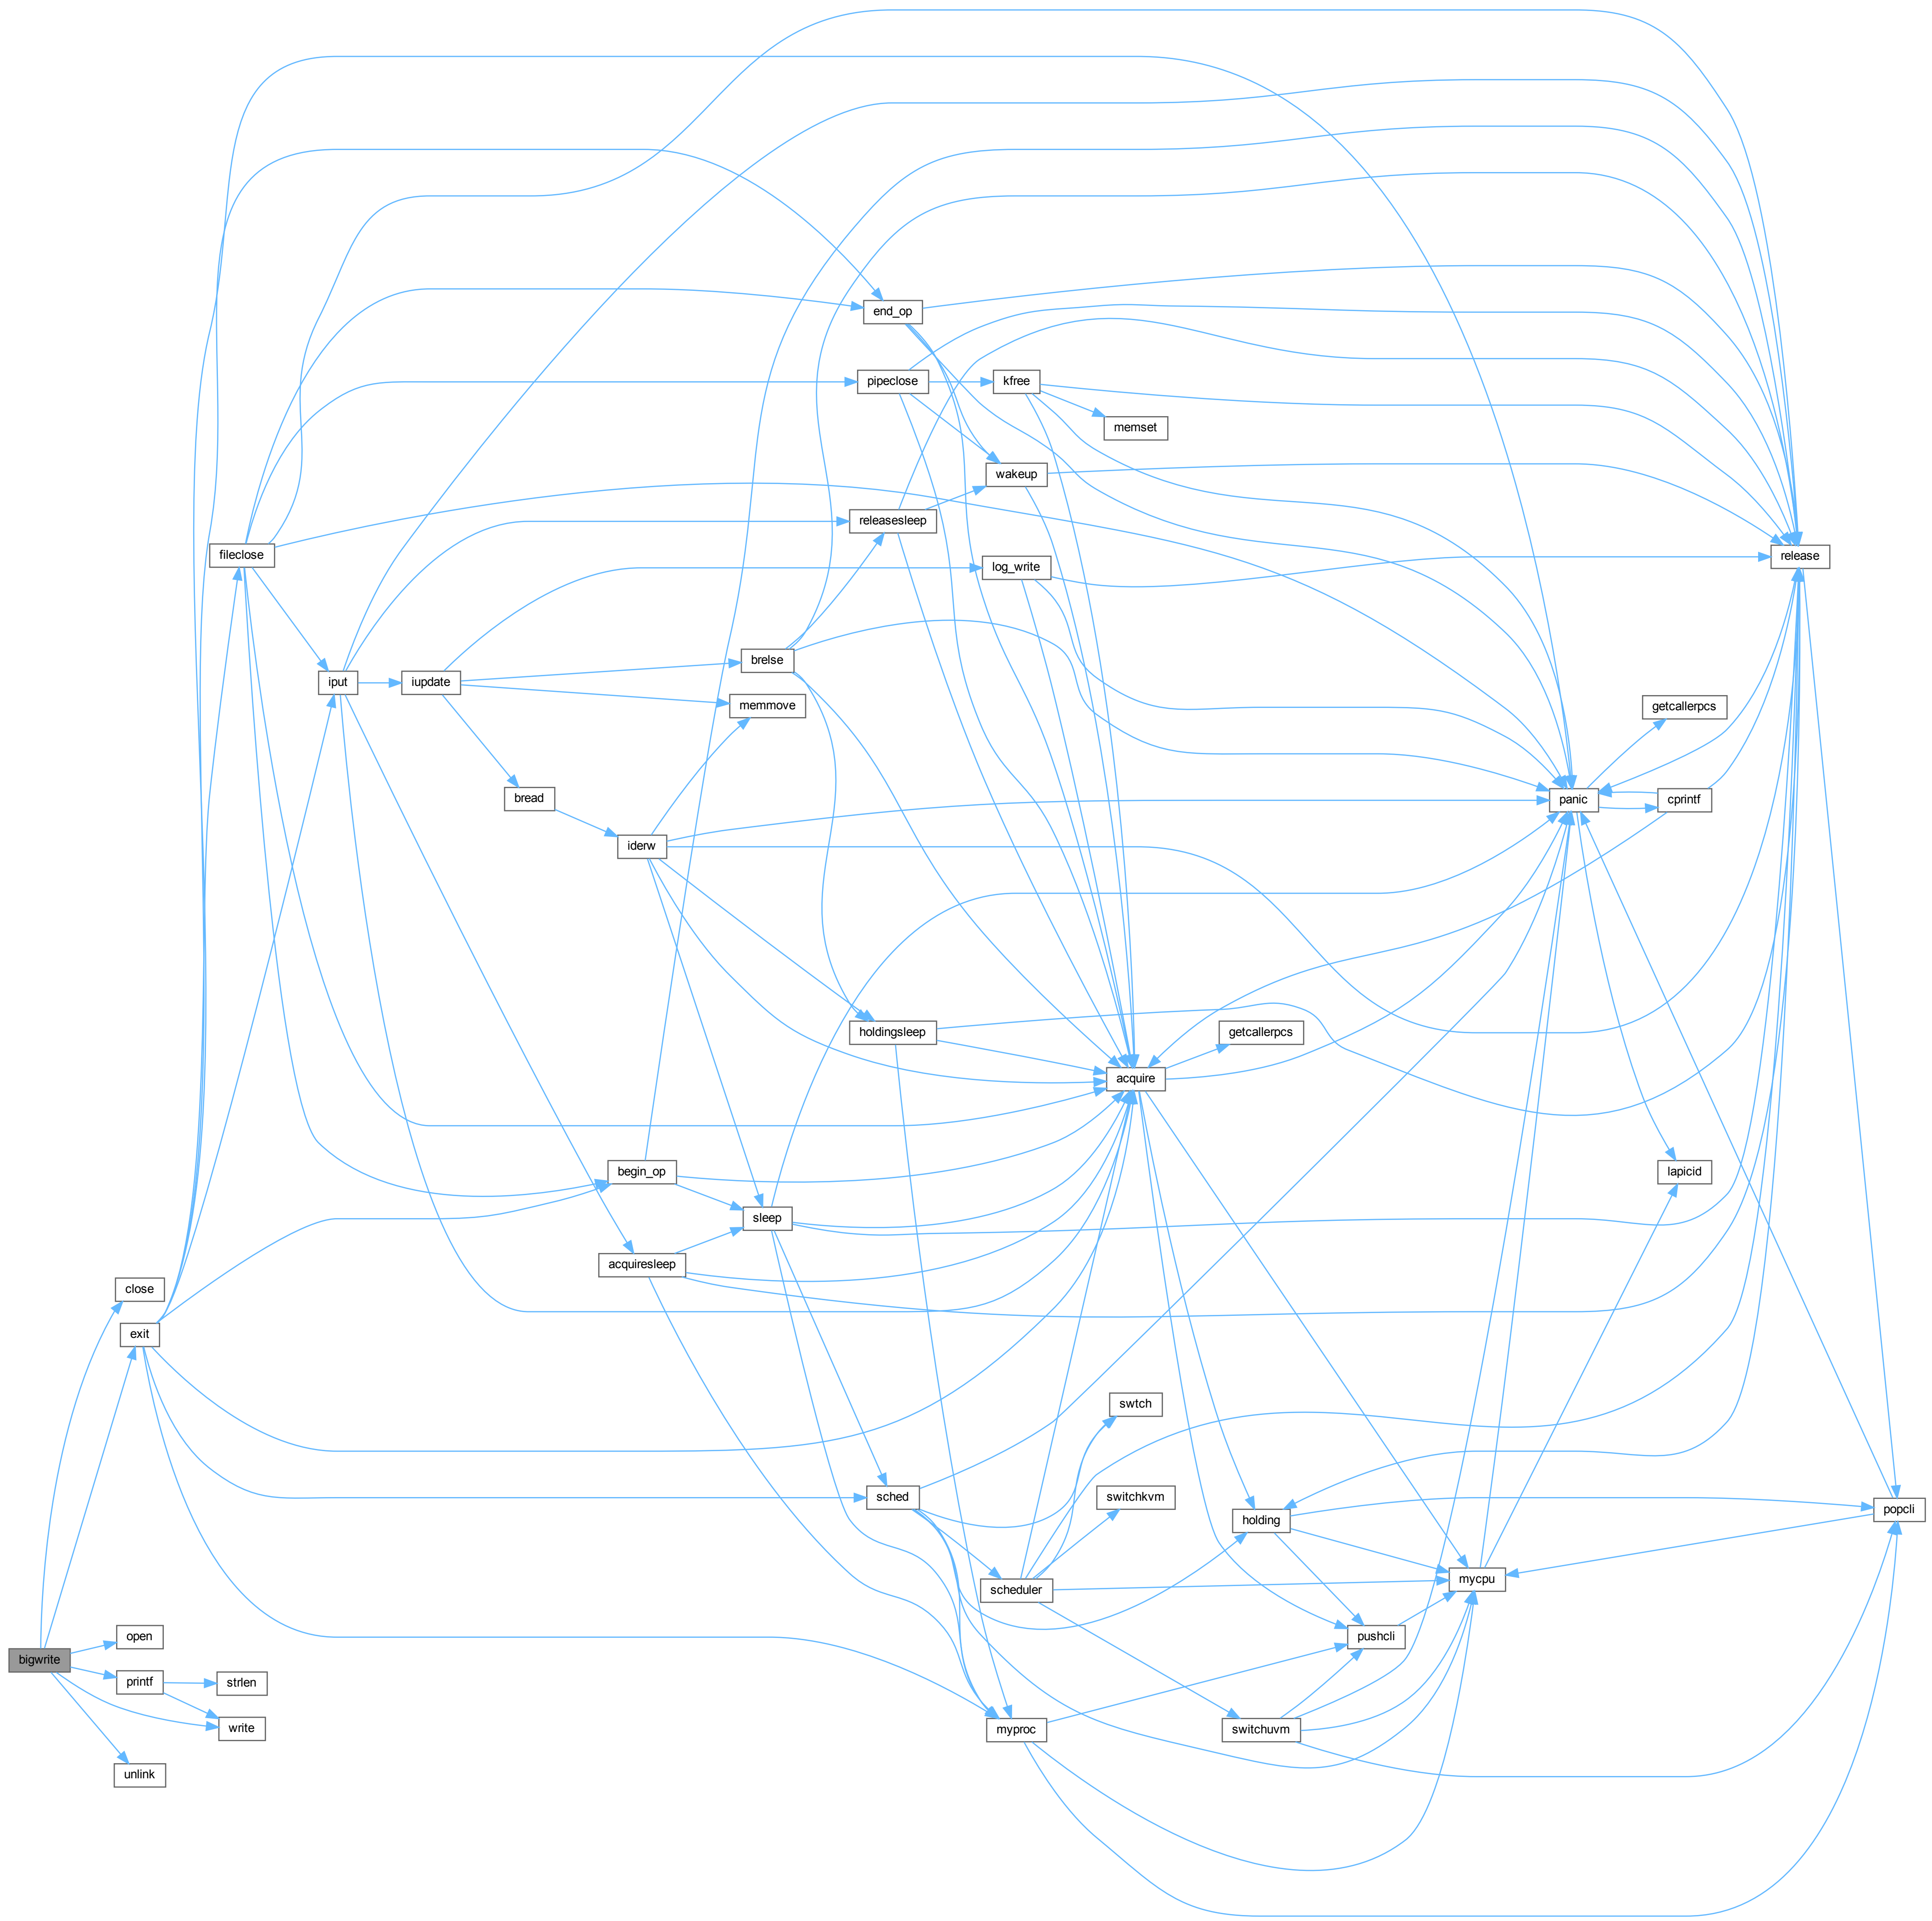 end_op
pipeclose
kfree
memset
wakeup
releasesleep
fileclose
log_write
release
brelse
iput
iupdate
memmove
getcallerpcs
bread
panic
cprintf
iderw
holdingsleep
getcallerpcs
acquire
begin_op
lapicid
sleep
acquiresleep
close
exit
swtch
sched
switchkvm
popcli
holding
mycpu
scheduler
open
pushcli
bigwrite
printf
strlen
write
myproc
switchuvm
unlink